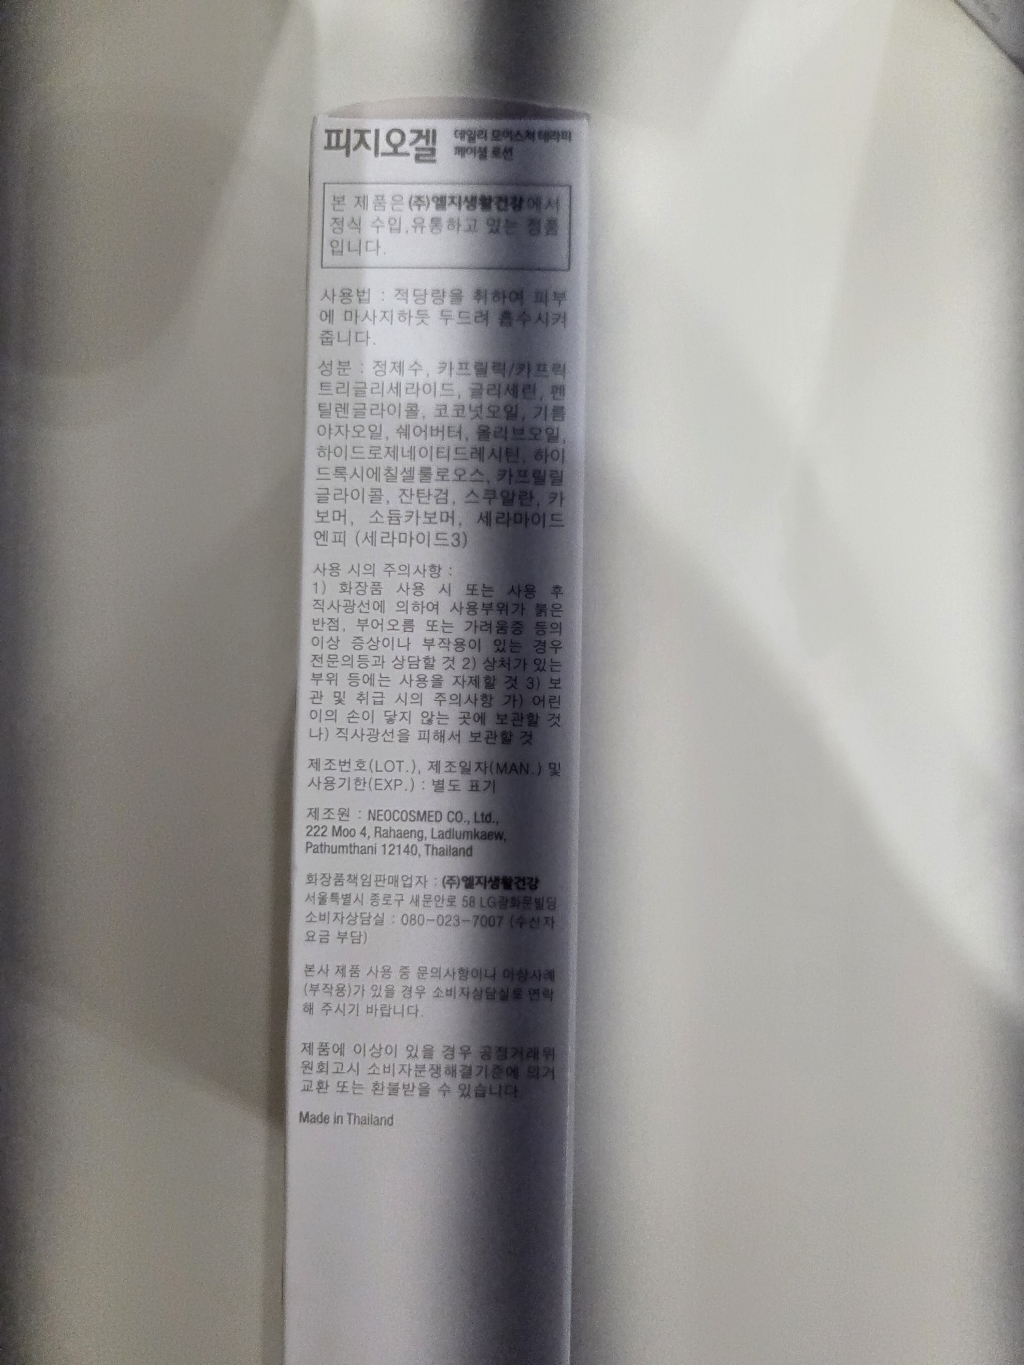 피지오겔 데일리 모이스쳐 테라피
페이셜 로션
본 제품은 (주)엘지생활건강에서
정식 수입,유통하고 있는 정품
입니다.
사용법 : 적당량을 취하여 피부
에 마사지하듯 두드려 흡수시켜
줍니다.
성분 : 정제수, 카프릴릭/카프릭
트리글리세라이드, 글리세린, 펜
틸렌글라이콜, 코코넛오일, 기름
야자오일, 쉐어버터, 올리브오일,
하이드로제네이티드레시틴, 하이
드록시에칠셀룰로오스, 카프릴릴
글라이콜, 잔탄검, 스쿠알란, 카
보머, 소듐카보머, 세라마이드
엔피 (세라마이드3)
사용 시의 주의사항 :
1) 화장품 사용 시 또는 사용 후
직사광선에 의하여 사용부위가 붉은
반점, 부어오름 또는 가려움증 등의
이상 증상이나 부작용이 있는 경우
전문의등과 상담할 것 2) 상처가 있는
부위 등에는 사용을 자제할 것 3) 보
관 및 취급 시의 주의사항 가) 어린
이의 손이 닿지 않는 곳에 보관할 것
나) 직사광선을 피해서 보관할 것
제조번호(LOT.), 제조일자(MAN.) 및
사용기한(EXP.) : 별도 표기
제조원 : NEOCOSMED CO., Ltd.,
222 Moo 4, Rahaeng, Ladlumkaew,
Pathumthani 12140, Thailand
화장품책임판매업자 : (주)엘지생활건강
서울특별시 종로구 새문안로 58 LG광화문빌딩
소비자상담실 : 080-023-7007 (수신자
요금 부담)
본사 제품 사용 중 문의사항이나 이상사례
(부작용)가 있을 경우 소비자상담실로 연락
해 주시기 바랍니다.
제품에 이상이 있을 경우 공정거래위
원회고시 소비자분쟁해결기준에 의거
교환 또는 환불받을 수 있습니다.
Made in Thailand